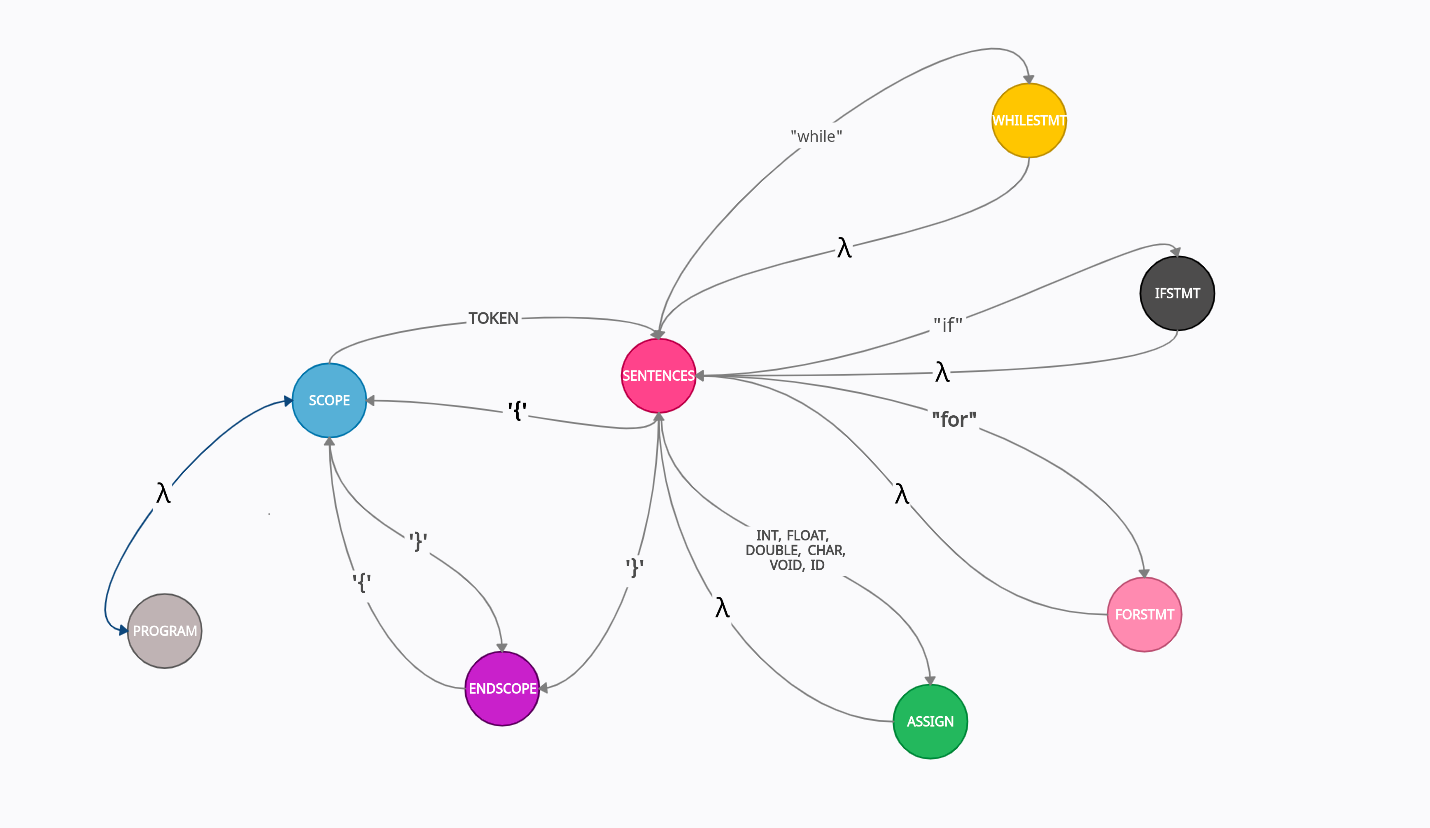 "while"
WHILESTMT
λ
IFSTMT
"if"
TOKEN
SENTENCES
λ
SCOPE
'{'
"for"
λ
λ
'}'
INT, FLOAT,
DOUBLE, CHAR,
VOID, ID
'}'
'{'
λ
FORSTMT
PROGRAM
ENDSCOPE
ASSIGN